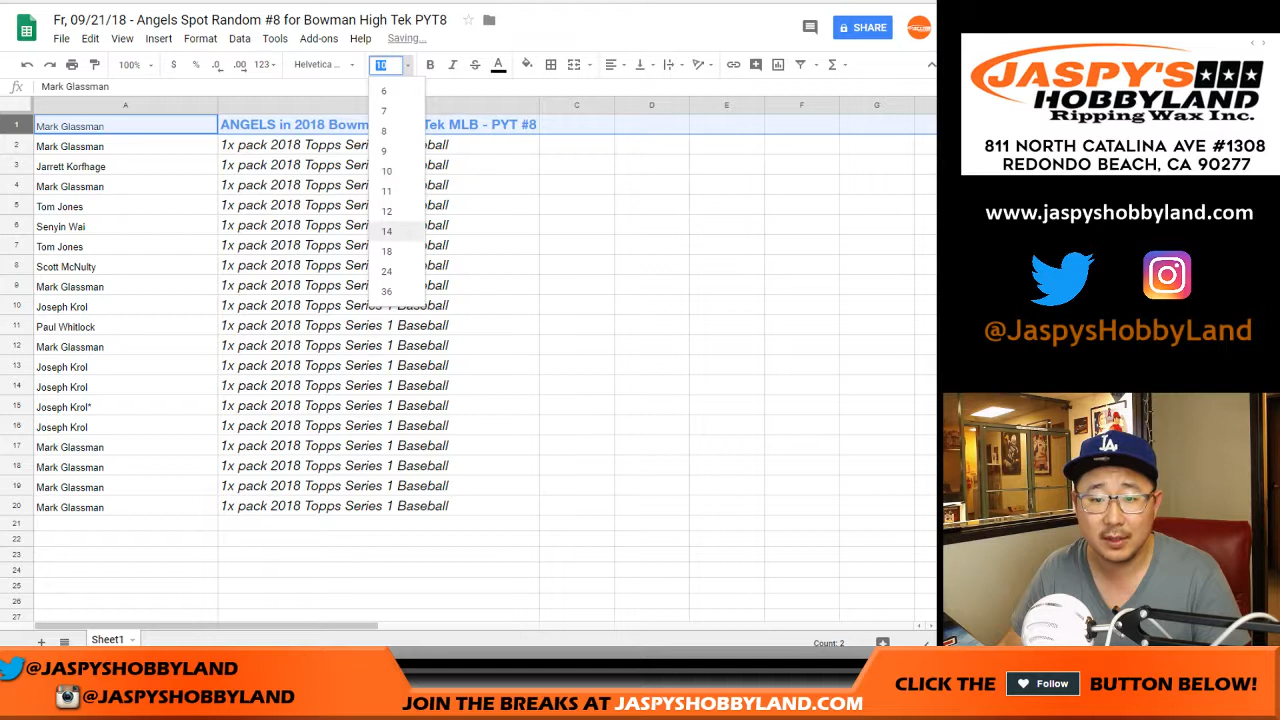 Fr, 09/21/18 - Angels Spot Random #8 for Bowman High Tek PYT8
File Edit View Insert Format Data Tools Add-ons Help Saving...
SHARE
100% $ % .0 .00 123 Helvetica ... 10 B I S A
fx Mark Glassman
A B C D E F G
1 Mark Glassman ANGELS in 2018 Bowm Tek MLB - PYT #8
2 Mark Glassman 1x pack 2018 Topps Seri eball
3 Jarrett Korfhage 1x pack 2018 Topps Seri eball
4 Mark Glassman 1x pack 2018 Topps Seri eball
5 Tom Jones 1x pack 2018 Topps Seri eball
6 Senyin Wai 1x pack 2018 Topps Seri eball
7 Tom Jones 1x pack 2018 Topps Seri eball
8 Scott McNulty 1x pack 2018 Topps Seri eball
9 Mark Glassman 1x pack 2018 Topps Seri eball
10 Joseph Krol 1x pack 2018 Topps Series 1 Baseball
11 Paul Whitlock 1x pack 2018 Topps Series 1 Baseball
12 Mark Glassman 1x pack 2018 Topps Series 1 Baseball
13 Joseph Krol 1x pack 2018 Topps Series 1 Baseball
14 Joseph Krol 1x pack 2018 Topps Series 1 Baseball
15 Joseph Krol* 1x pack 2018 Topps Series 1 Baseball
16 Joseph Krol 1x pack 2018 Topps Series 1 Baseball
17 Mark Glassman 1x pack 2018 Topps Series 1 Baseball
18 Mark Glassman 1x pack 2018 Topps Series 1 Baseball
19 Mark Glassman 1x pack 2018 Topps Series 1 Baseball
20 Mark Glassman 1x pack 2018 Topps Series 1 Baseball
21
22
23
24
25
26
27
6
7
8
9
10
11
12
14
18
24
36
Sheet1
Count: 2
JASPY'S
HOBBYLAND
Ripping Wax Inc.
811 NORTH CATALINA AVE #1308
REDONDO BEACH, CA 90277
www.jaspyshobbyland.com
@JaspysHobbyLand
LA
@JASPYSHOBBYLAND
@JASPYSHOBBYLAND
JOIN THE BREAKS AT JASPYSHOBBYLAND.COM
CLICK THE Follow BUTTON BELOW!